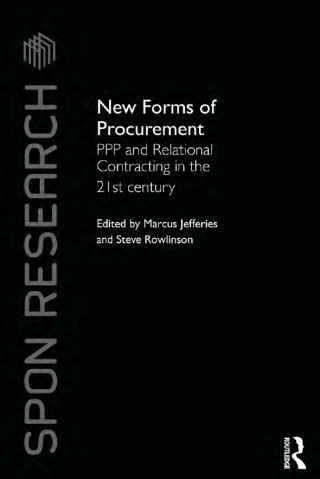 SPON RESEARCH
New Forms of
Procurement
PPP and Relational
Contracting in the
21st century
Edited by Marcus Jefferies
and Steve Rowlinson
ROUTLEDGE